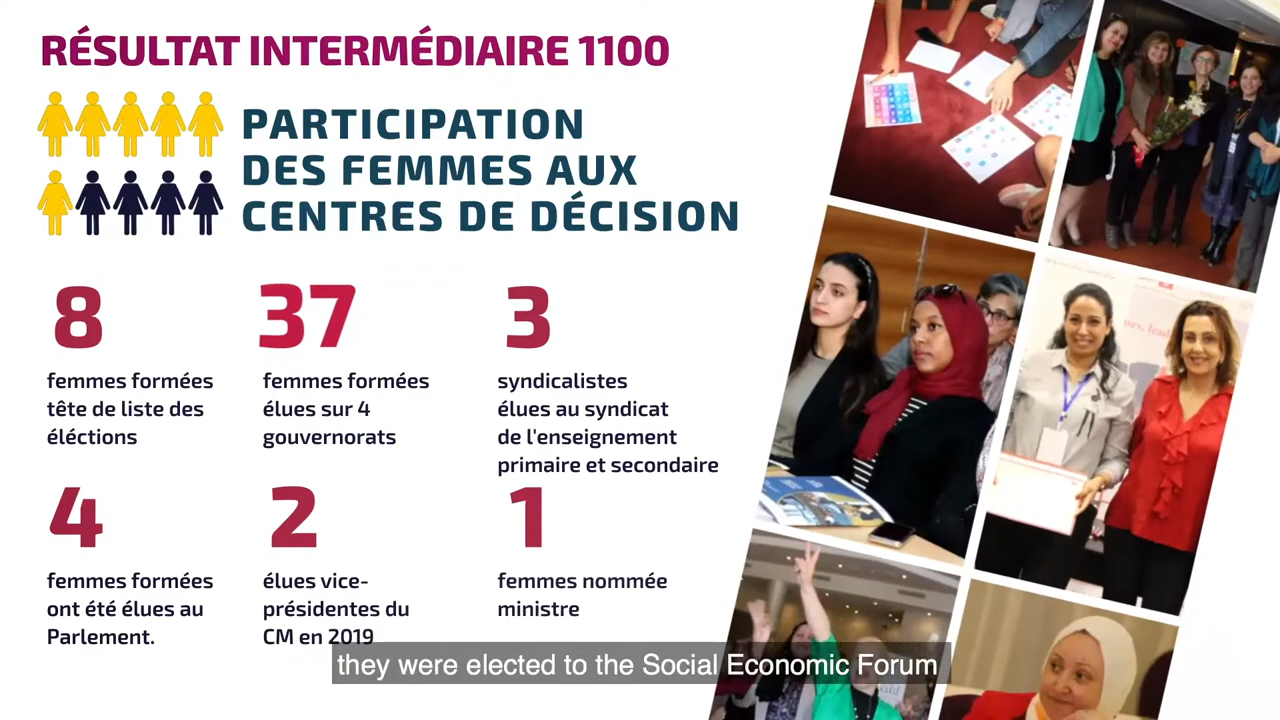 RÉSULTAT INTERMÉDIAIRE 1100
PARTICIPATION
DES FEMMES AUX
CENTRES DE DÉCISION
8
femmes formées
tête de liste des
éléctions
37
femmes formées
élues sur 4
gouvernorats
3
syndicalistes
élues au syndicat
de l'enseignement
primaire et secondaire
4
femmes formées
ont été élues au
Parlement.
2
élues vice-
présidentes du
CM en 2019
1
femmes nommée
ministre
they were elected to the Social Economic Forum